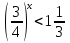 (3/4)^x < 1 1/3